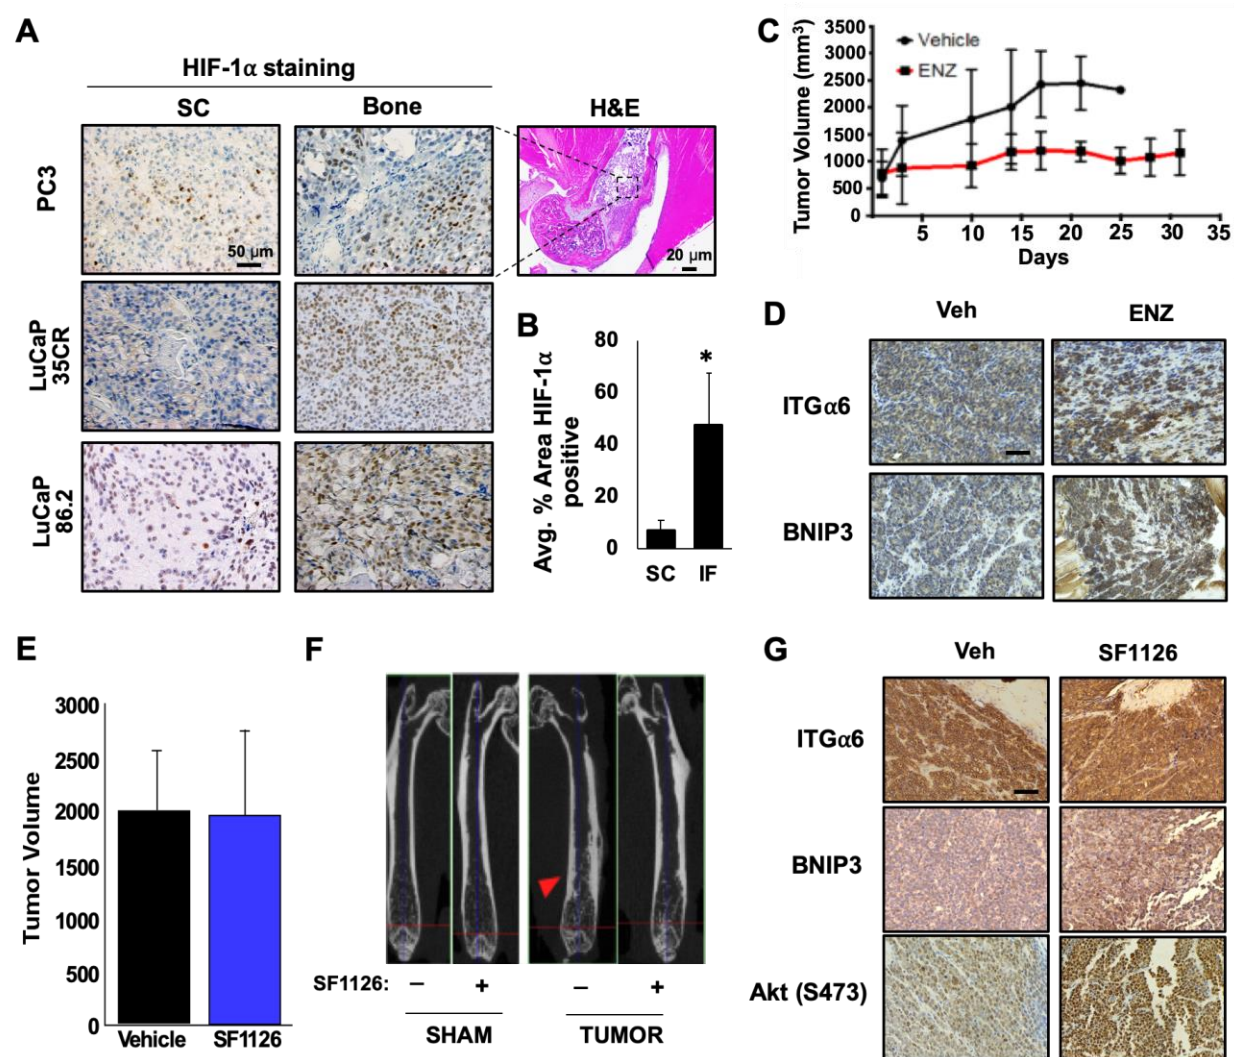 A
HIF-1α staining
SC
Bone
H&E
PC3
50 µm
20 µm
LuCaP
35CR
LuCaP
86.2
B
Avg. % Area HIF-1α
positive
80
60
40
20
0
*
SC
IF
C
Tumor Volume (mm³)
3500
3000
2500
2000
1500
1000
500
0
Vehicle
ENZ
5
10
15
20
25
30
35
Days
D
Veh
ENZ
ITGα6
BNIP3
E
Tumor Volume
3000
2500
2000
1500
1000
500
0
Vehicle
SF1126
F
SF1126:
–
+
–
+
SHAM
TUMOR
G
Veh
SF1126
ITGα6
BNIP3
Akt (S473)